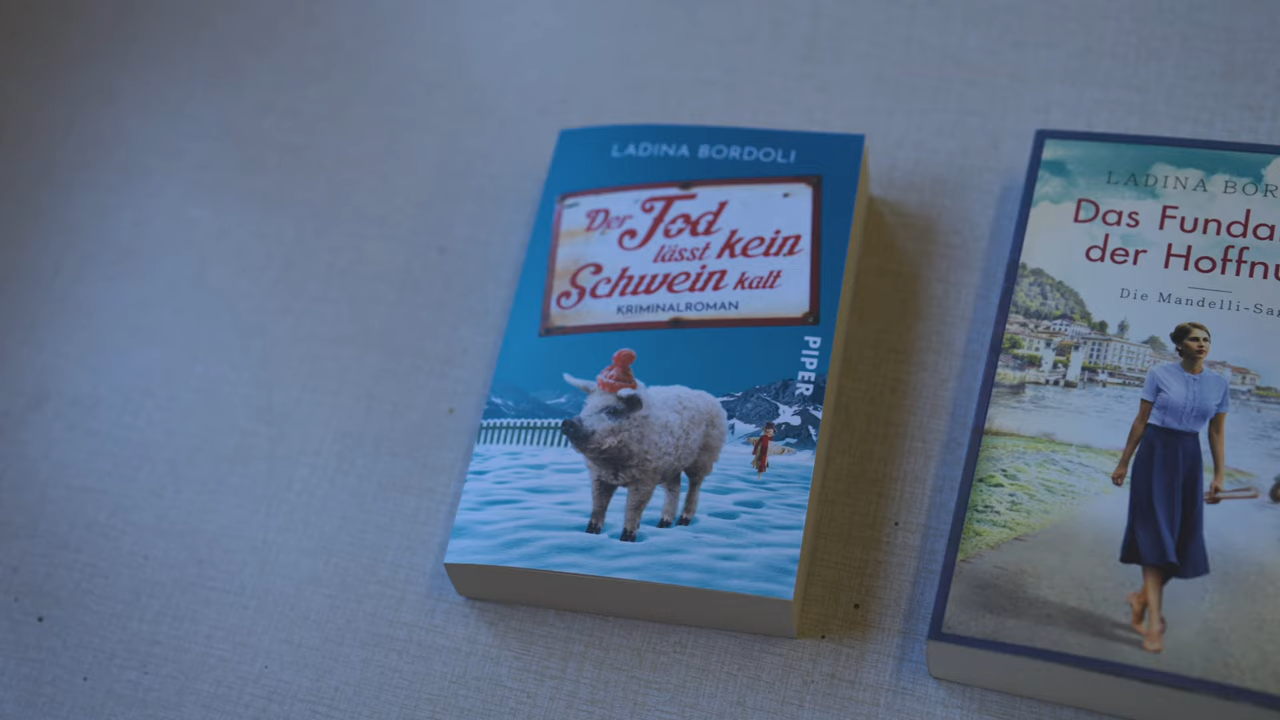 LADINA BORDOLI
Der Tod
lässt kein
Schwein kalt
KRIMINALROMAN
PIPER
LADINA BOR
Das Funda
der Hoffnu
Die Mandelli-Sa